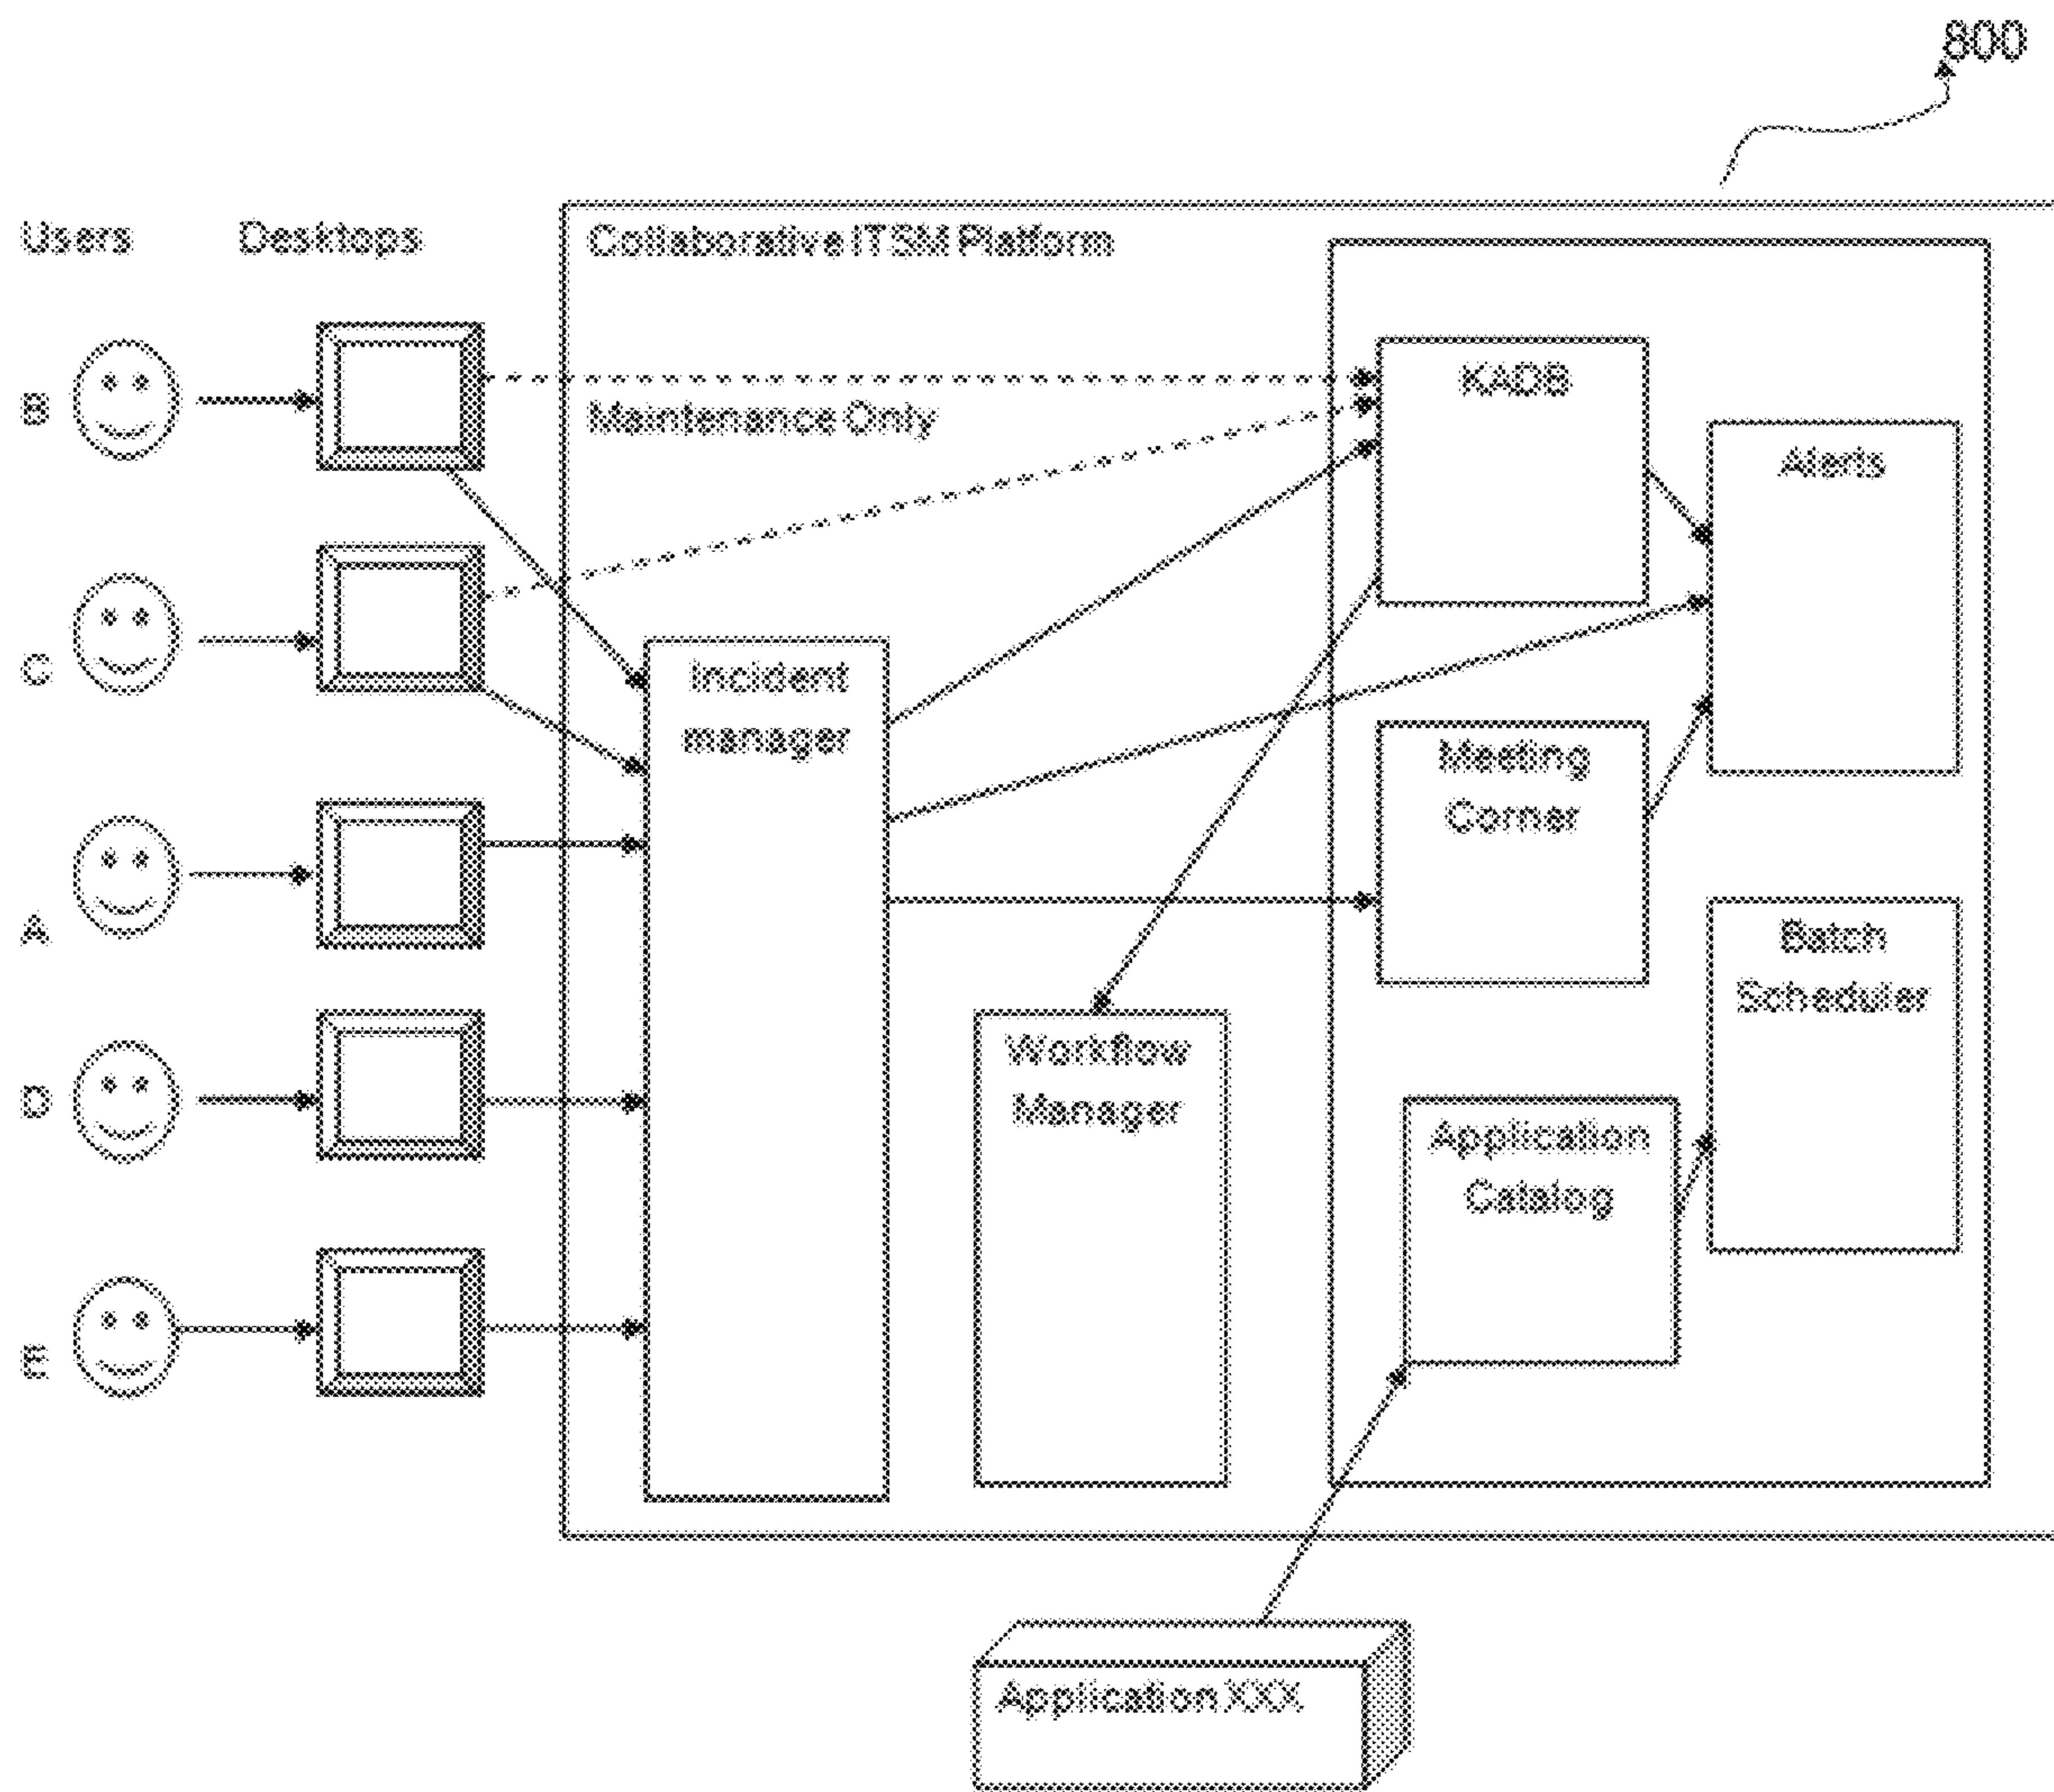 800
Users
Desktops
Collaborative ITSM Platform
B
KADB
Maintenance Only
Alerts
C
Incident
manager
Meeting
Corner
A
Batch
Scheduler
Workflow
Manager
D
Application
Catalog
E
Application XXX